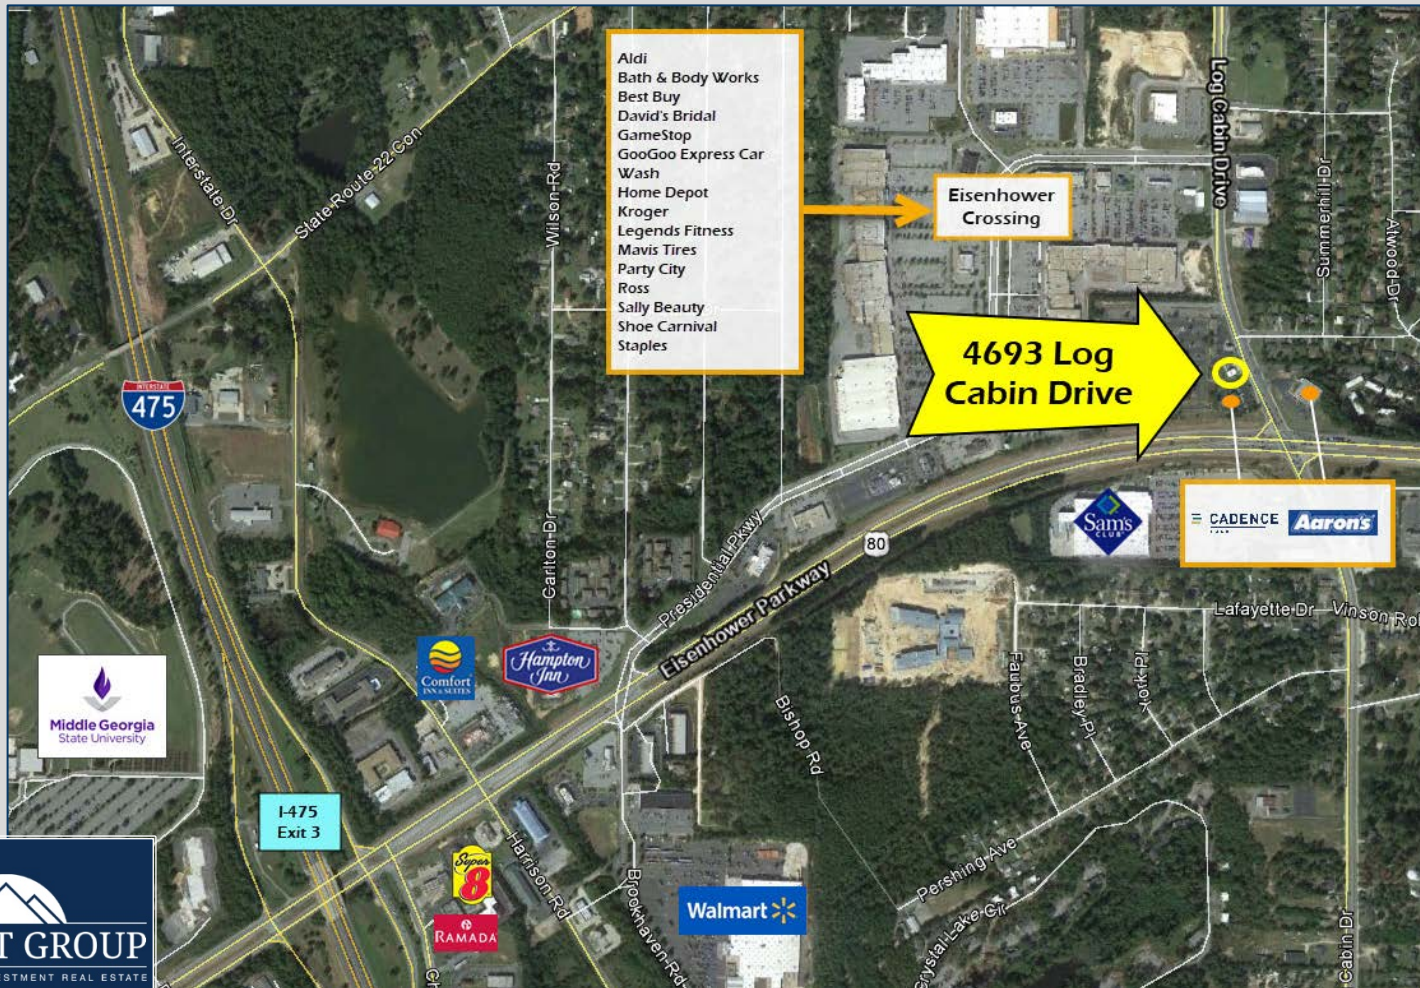 Aldi
Bath & Body Works
Best Buy
David's Bridal
GameStop
GooGoo Express Car
Wash
Home Depot
Kroger
Legends Fitness
Mavis Tires
Party City
Ross
Sally Beauty
Shoe Carnival
Staples
Eisenhower
Crossing
Log Cabin Drive
Summerhill Dr
Atwood Dr
Interstate Dr
State Route 22 Con
Wilson Rd
4693 Log
Cabin Drive
INTERSTATE
475
Sam's
CLUB
CADENCE
Aaron's
80
Carlton Dr
Presidential Pkwy
Eisenhower Parkway
Lafayette Dr
Vinson Ro
Comfort
INN & SUITES
Hampton
Inn
Faubus Ave
Bradley Pl
Bishop Rd
Middle Georgia
State University
I-475
Exit 3
Super
8
RAMADA
Harrison Rd
Brookhaven Rd
Walmart
Pershing Ave
Crystal Lake Cir
Cabin Dr
T GROUP
ESTMENT REAL ESTATE